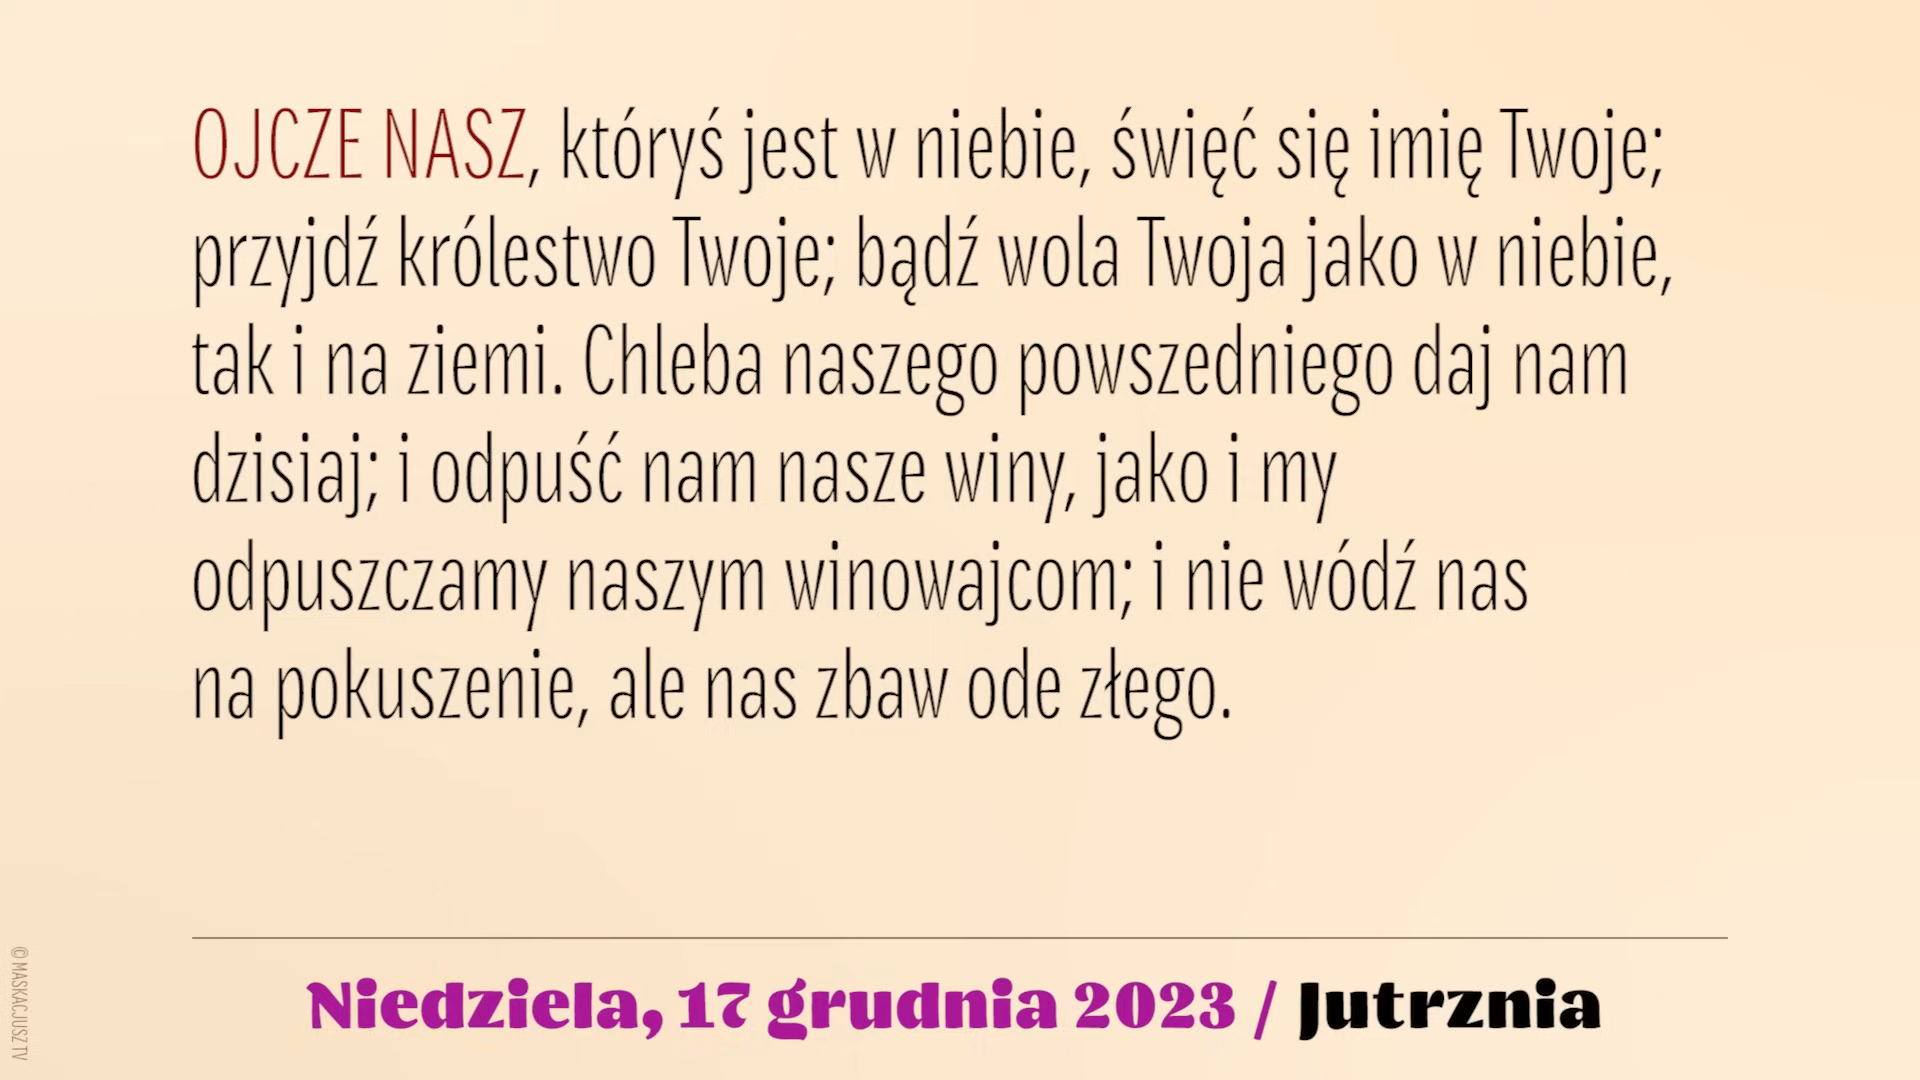 OJCZE NASZ, któryś jest w niebie, święć się imię Twoje;
przyjdź królestwo Twoje; bądź wola Twoja jako w niebie,
tak i na ziemi. Chleba naszego powszedniego daj nam
dzisiaj; i odpuść nam nasze winy, jako i my
odpuszczamy naszym winowajcom; i nie wódź nas
na pokuszenie, ale nas zbaw ode złego.
Niedziela, 17 grudnia 2023 / Jutrznia
© MASKACJUSZ TV